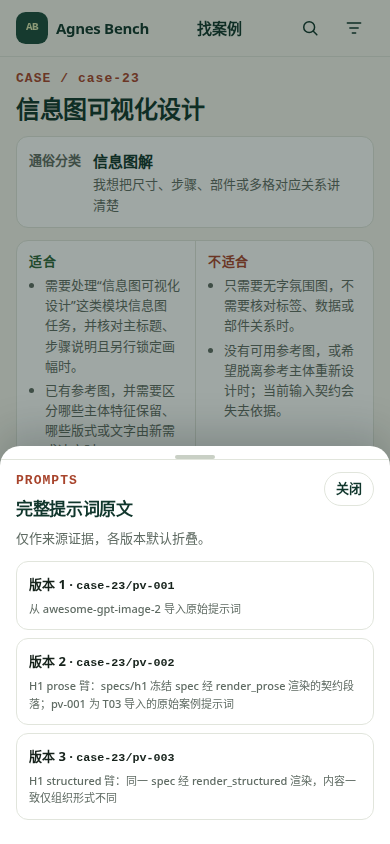 AB
Agnes Bench
找案例
CASE / case-23
信息图可视化设计
通俗分类
信息图解
我想把尺寸、步骤、部件或多格对应关系讲
清楚
适合
需要处理“信息图可视化
设计”这类模块信息图
任务，并核对主标题、
步骤说明且另行锁定画
幅时。
已有参考图，并需要区
分哪些主体特征保留、
哪些版式或文字由新需
不适合
只需要无字氛围图，不
需要核对标签、数据或
部件关系时。
没有可用参考图，或希
望脱离参考主体重新设
计时；当前输入契约会
失去依据。
PROMPTS
完整提示词原文
关闭
仅作来源证据，各版本默认折叠。
版本 1 · case-23/pv-001
从 awesome-gpt-image-2 导入原始提示词
版本 2 · case-23/pv-002
H1 prose 臂：specs/h1 冻结 spec 经 render_prose 渲染的契约段
落；pv-001 为 T03 导入的原始案例提示词
版本 3 · case-23/pv-003
H1 structured 臂：同一 spec 经 render_structured 渲染，内容一
致仅组织形式不同